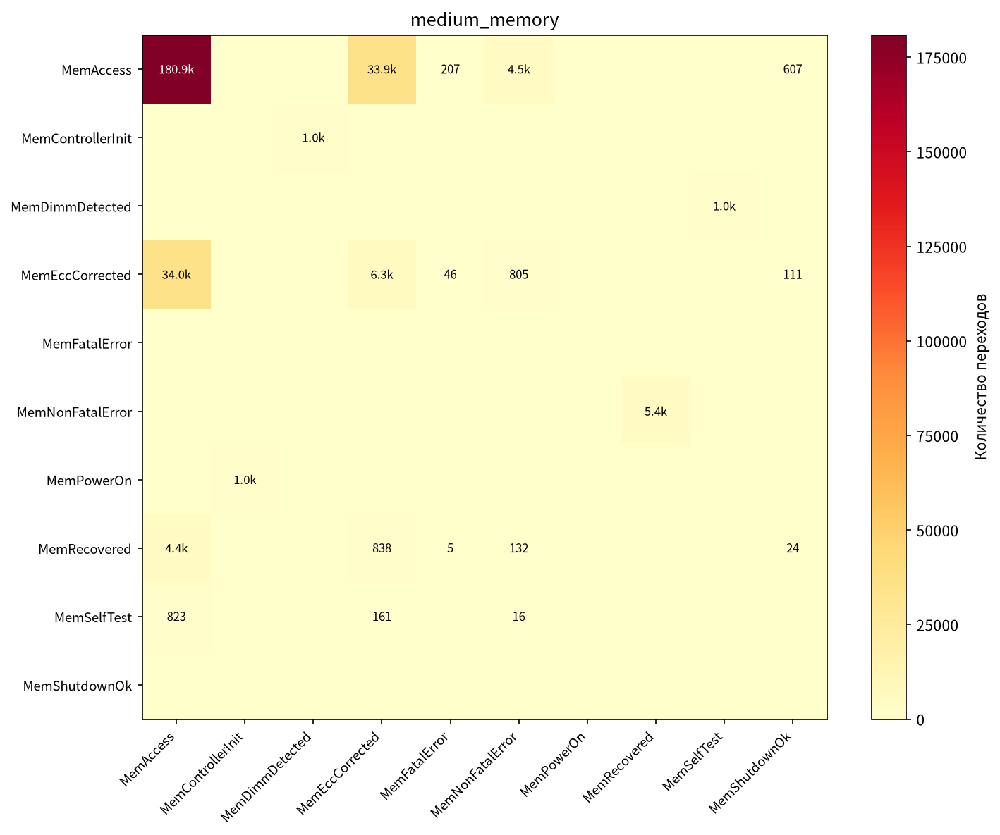 medium_memory
MemAccess 180.9k 33.9k 207 4.5k 607
MemControllerInit 1.0k
MemDimmDetected 1.0k
MemEccCorrected 34.0k 6.3k 46 805 111
MemFatalError
MemNonFatalError 5.4k
MemPowerOn 1.0k
MemRecovered 4.4k 838 5 132 24
MemSelfTest 823 161 16
MemShutdownOk
MemAccess
MemControllerInit
MemDimmDetected
MemEccCorrected
MemFatalError
MemNonFatalError
MemPowerOn
MemRecovered
MemSelfTest
MemShutdownOk
175000
150000
125000
100000
75000
50000
25000
0
Количество переходов